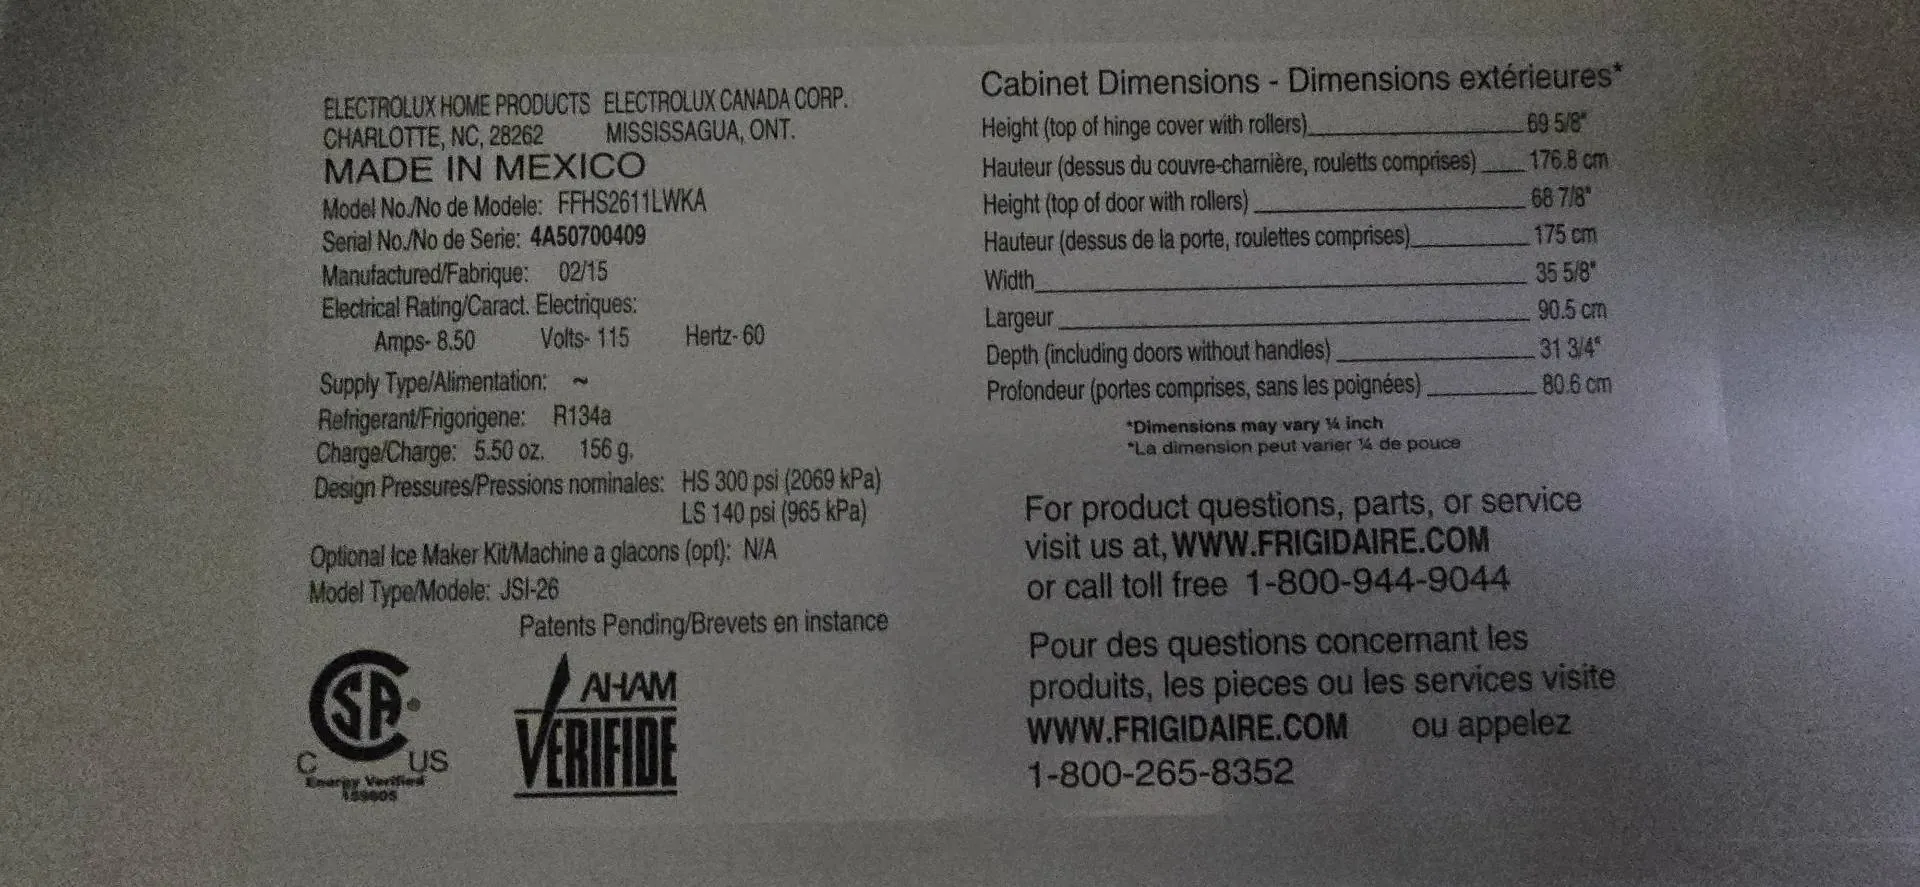 ELECTROLUX HOME PRODUCTS ELECTROLUX CANADA CORP.
CHARLOTTE, NC, 28262 MISSISSAGUA, ONT.
MADE IN MEXICO
Model No./No de Modele: FFHS2611LWKA
Serial No./No de Serie: 4A50700409
Manufactured/Fabrique: 02/15
Electrical Rating/Caract. Electriques:
Amps- 8.50 Volts- 115 Hertz- 60
Supply Type/Alimentation: ~
Refrigerant/Frigorigene: R134a
Charge/Charge: 5.50 oz. 156 g.
Design Pressures/Pressions nominales: HS 300 psi (2069 kPa)
LS 140 psi (965 kPa)
Optional Ice Maker Kit/Machine a glacons (opt): N/A
Model Type/Modele: JSI-26
Patents Pending/Brevets en instance
SA
C US
Energy Verified
AHAM
VERIFIDE
Cabinet Dimensions - Dimensions extérieures*
Height (top of hinge cover with rollers) 69 5/8"
Hauteur (dessus du couvre-charnière, rouletts comprises) 176.8 cm
Height (top of door with rollers) 68 7/8"
Hauteur (dessus de la porte, roulettes comprises) 175 cm
Width 35 5/8"
Largeur 90.5 cm
Depth (including doors without handles) 31 3/4"
Profondeur (portes comprises, sans les poignées) 80.6 cm
*Dimensions may vary ¼ inch
*La dimension peut varier ¼ de pouce
For product questions, parts, or service
visit us at, WWW.FRIGIDAIRE.COM
or call toll free 1-800-944-9044
Pour des questions concernant les
produits, les pieces ou les services visite
WWW.FRIGIDAIRE.COM ou appelez
1-800-265-8352